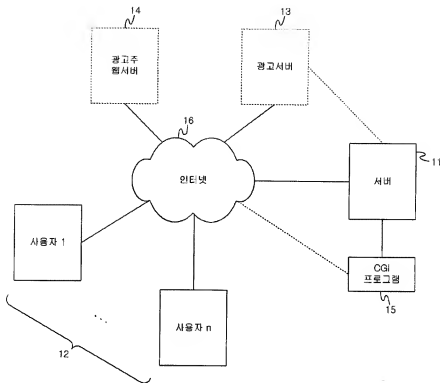 14
13
광고주
웹서버
광고서버
16
인터넷
서버
11
사용자 1
CGI
프로그램
15
...
사용자 n
12